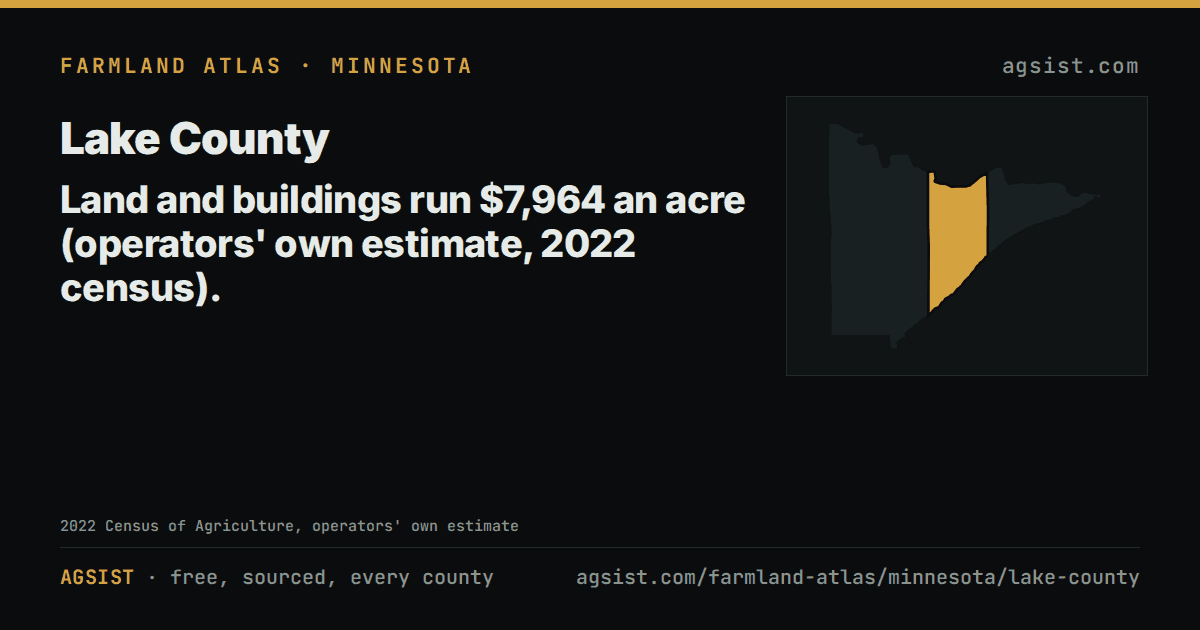 FARMLAND ATLAS · MINNESOTA
agsist.com
Lake County
Land and buildings run $7,964 an acre
(operators' own estimate, 2022
census).
2022 Census of Agriculture, operators' own estimate
AGSIST · free, sourced, every county
agsist.com/farmland-atlas/minnesota/lake-county